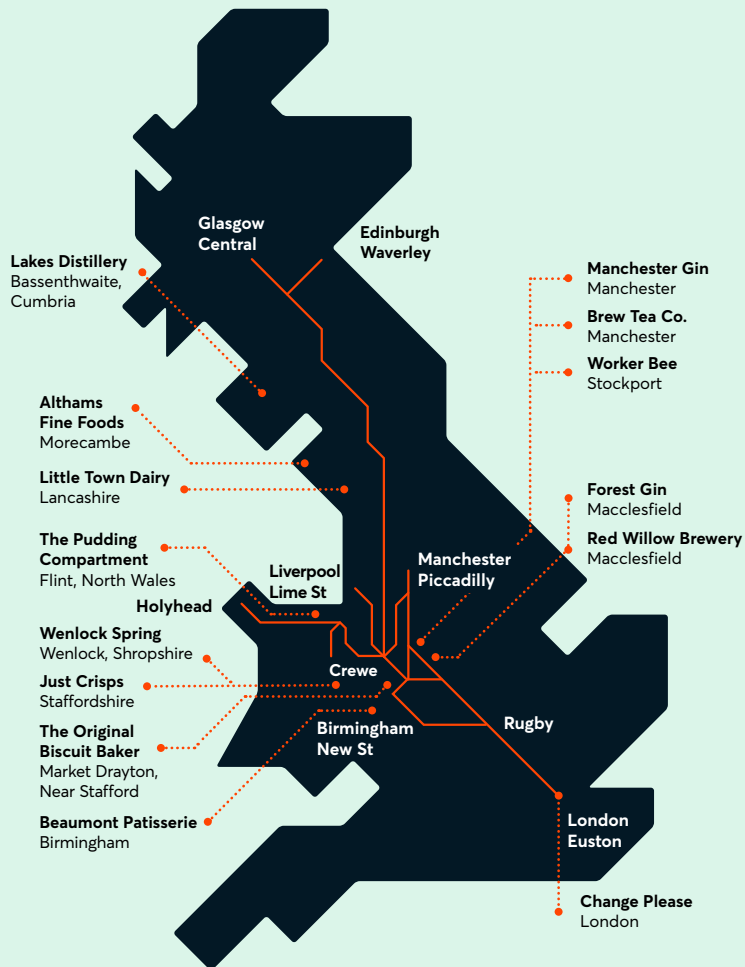 Glasgow
Central
Edinburgh
Waverley
Lakes Distillery
Bassenthwaite,
Cumbria
Manchester Gin
Manchester
Brew Tea Co.
Manchester
Worker Bee
Stockport
Althams
Fine Foods
Morecambe
Little Town Dairy
Lancashire
Forest Gin
Macclesfield
Red Willow Brewery
Macclesfield
The Pudding
Compartment
Flint, North Wales
Manchester
Piccadilly
Liverpool
Lime St
Holyhead
Wenlock Spring
Wenlock, Shropshire
Crewe
Just Crisps
Staffordshire
The Original
Biscuit Baker
Market Drayton,
Near Stafford
Birmingham
New St
Rugby
Beaumont Patisserie
Birmingham
London
Euston
Change Please
London